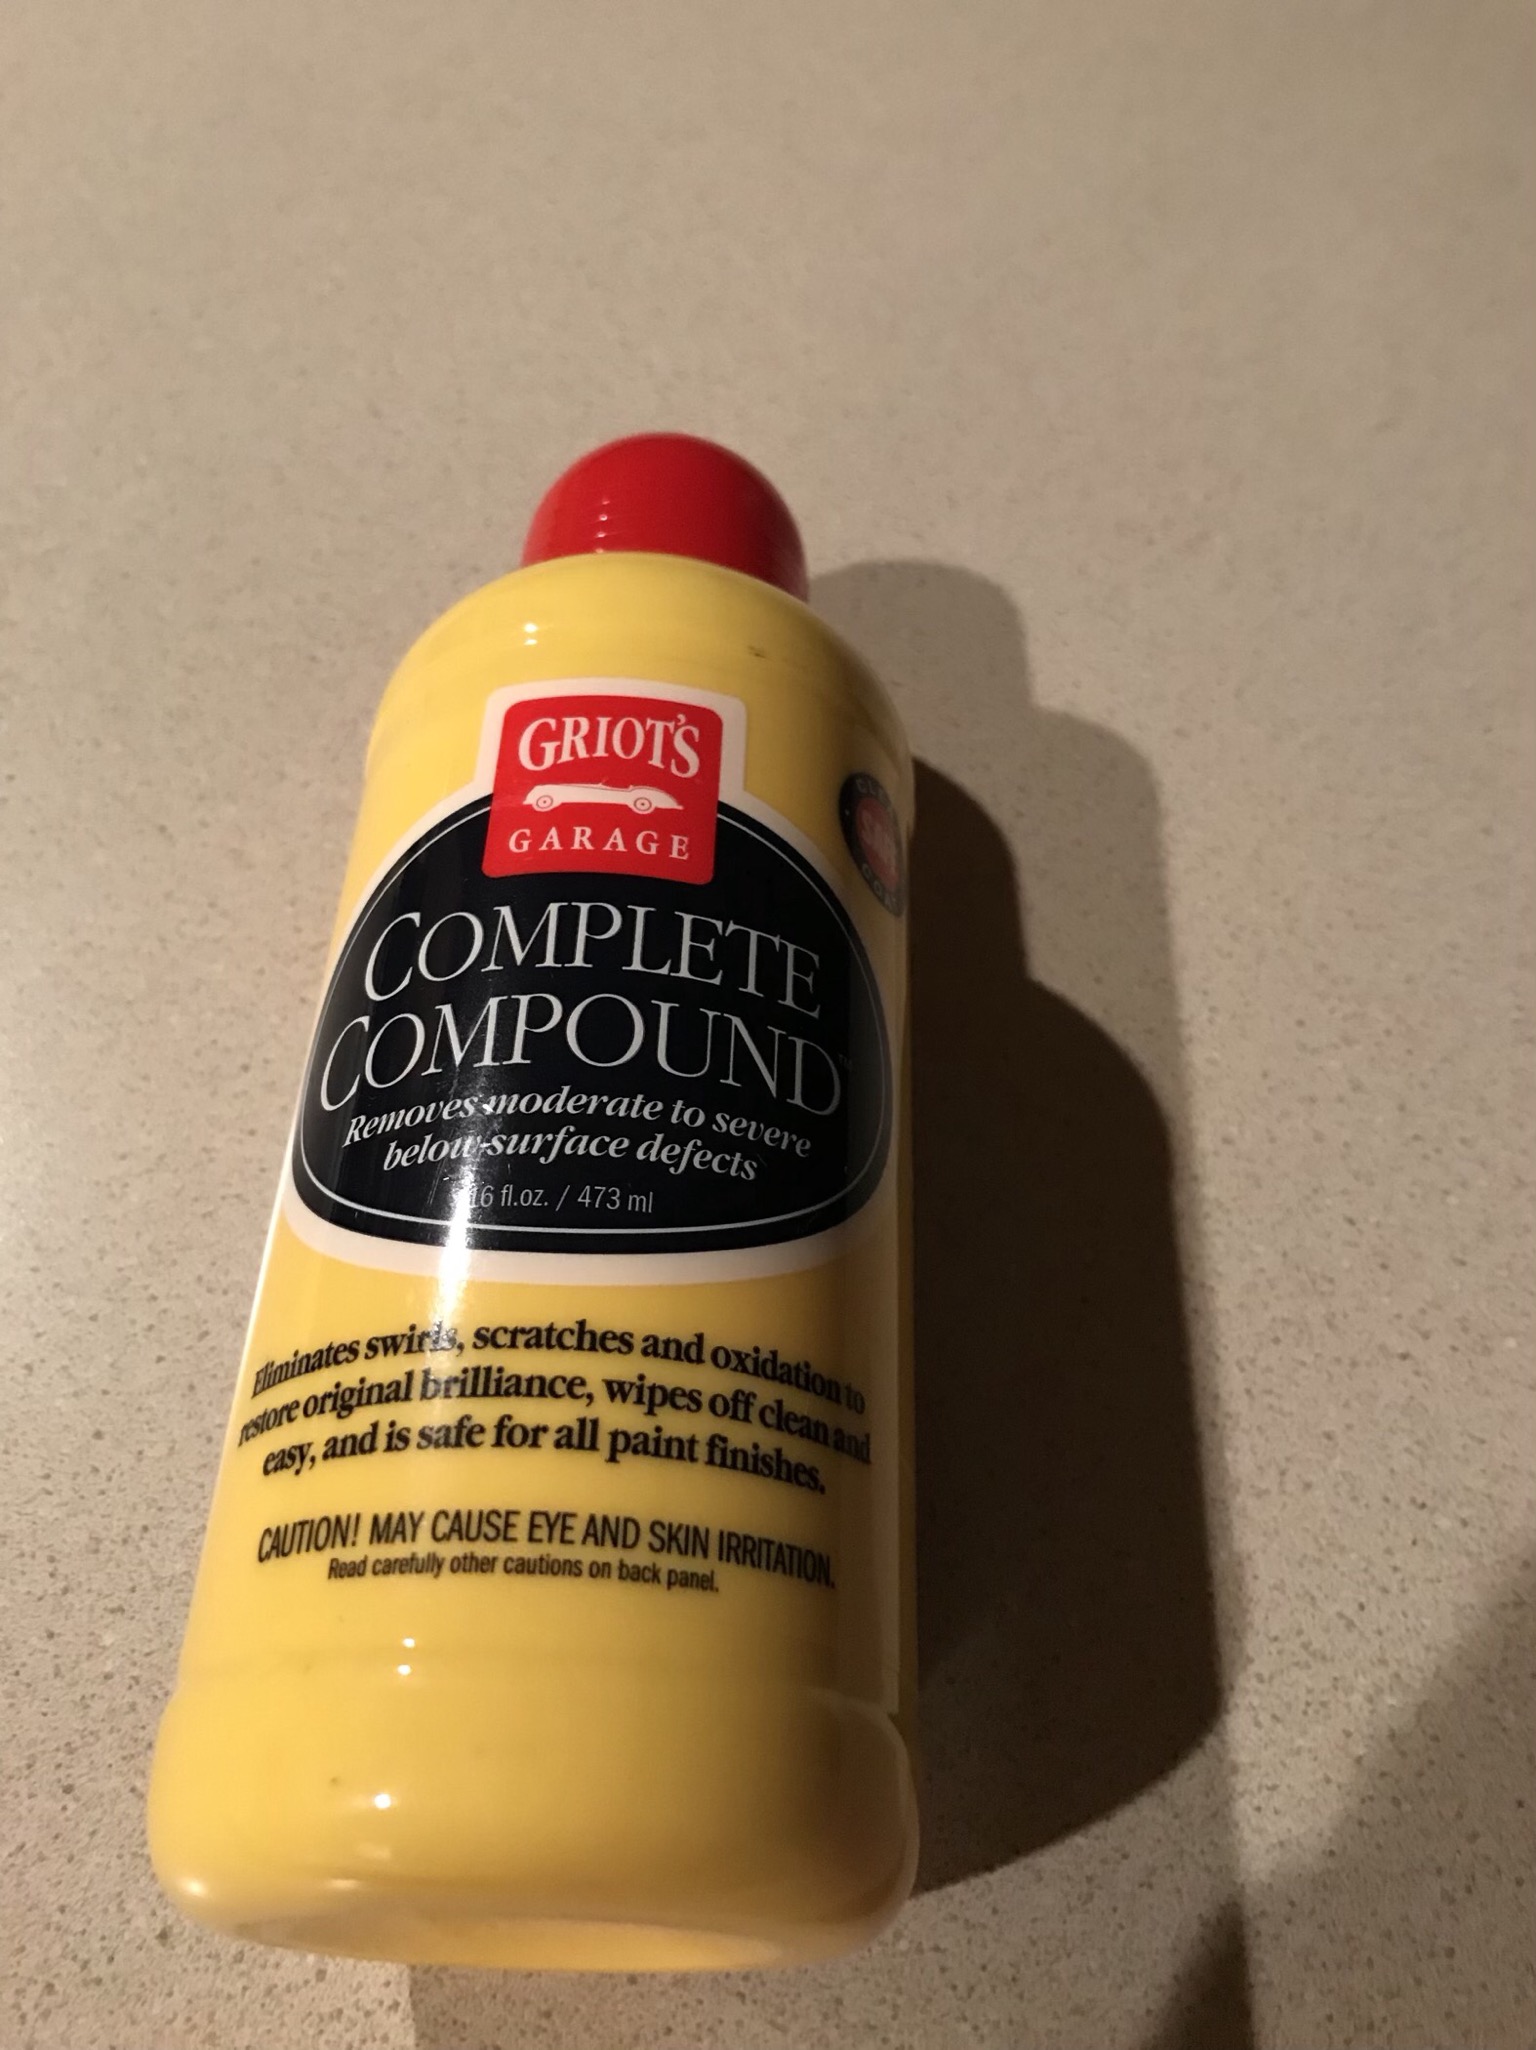 GRIOT'S
GARAGE
COMPLETE
COMPOUND™
Removes moderate to severe
below-surface defects
16 fl.oz. / 473 ml
Eliminates swirls, scratches and oxidation to
restore original brilliance, wipes off clean and
easy, and is safe for all paint finishes.
CAUTION! MAY CAUSE EYE AND SKIN IRRITATION.
Read carefully other cautions on back panel.